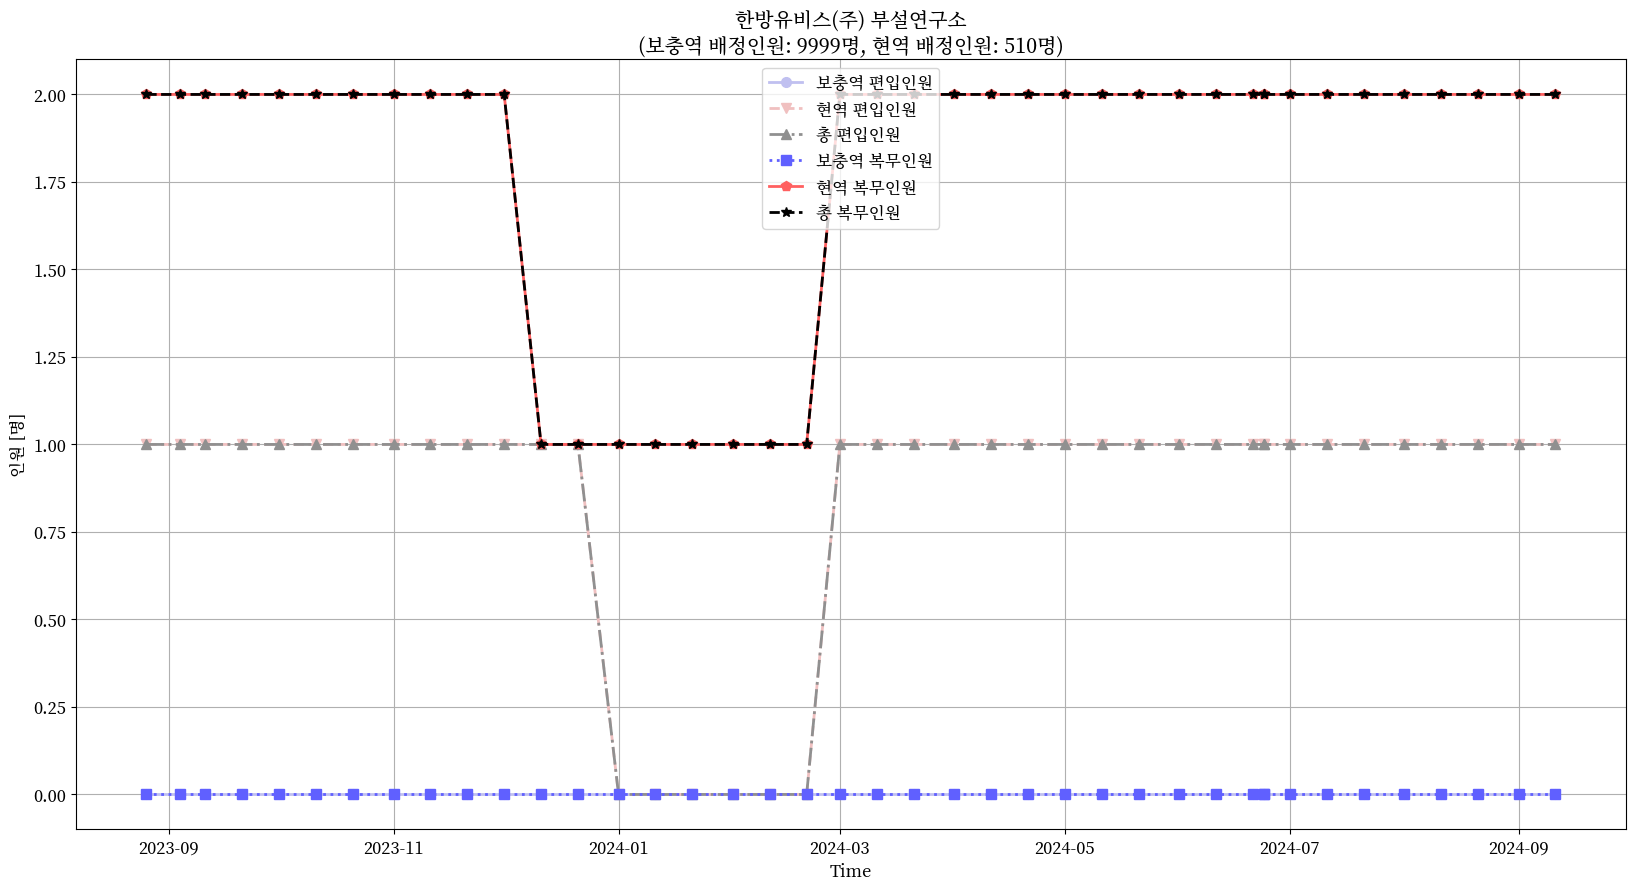 한방유비스(주) 부설연구소
(보충역 배정인원: 9999명, 현역 배정인원: 510명)
보충역 편입인원
현역 편입인원
총 편입인원
보충역 복무인원
현역 복무인원
총 복무인원
인원 [명]
2.00
1.75
1.50
1.25
1.00
0.75
0.50
0.25
0.00
2023-09
2023-11
2024-01
2024-03
2024-05
2024-07
2024-09
Time